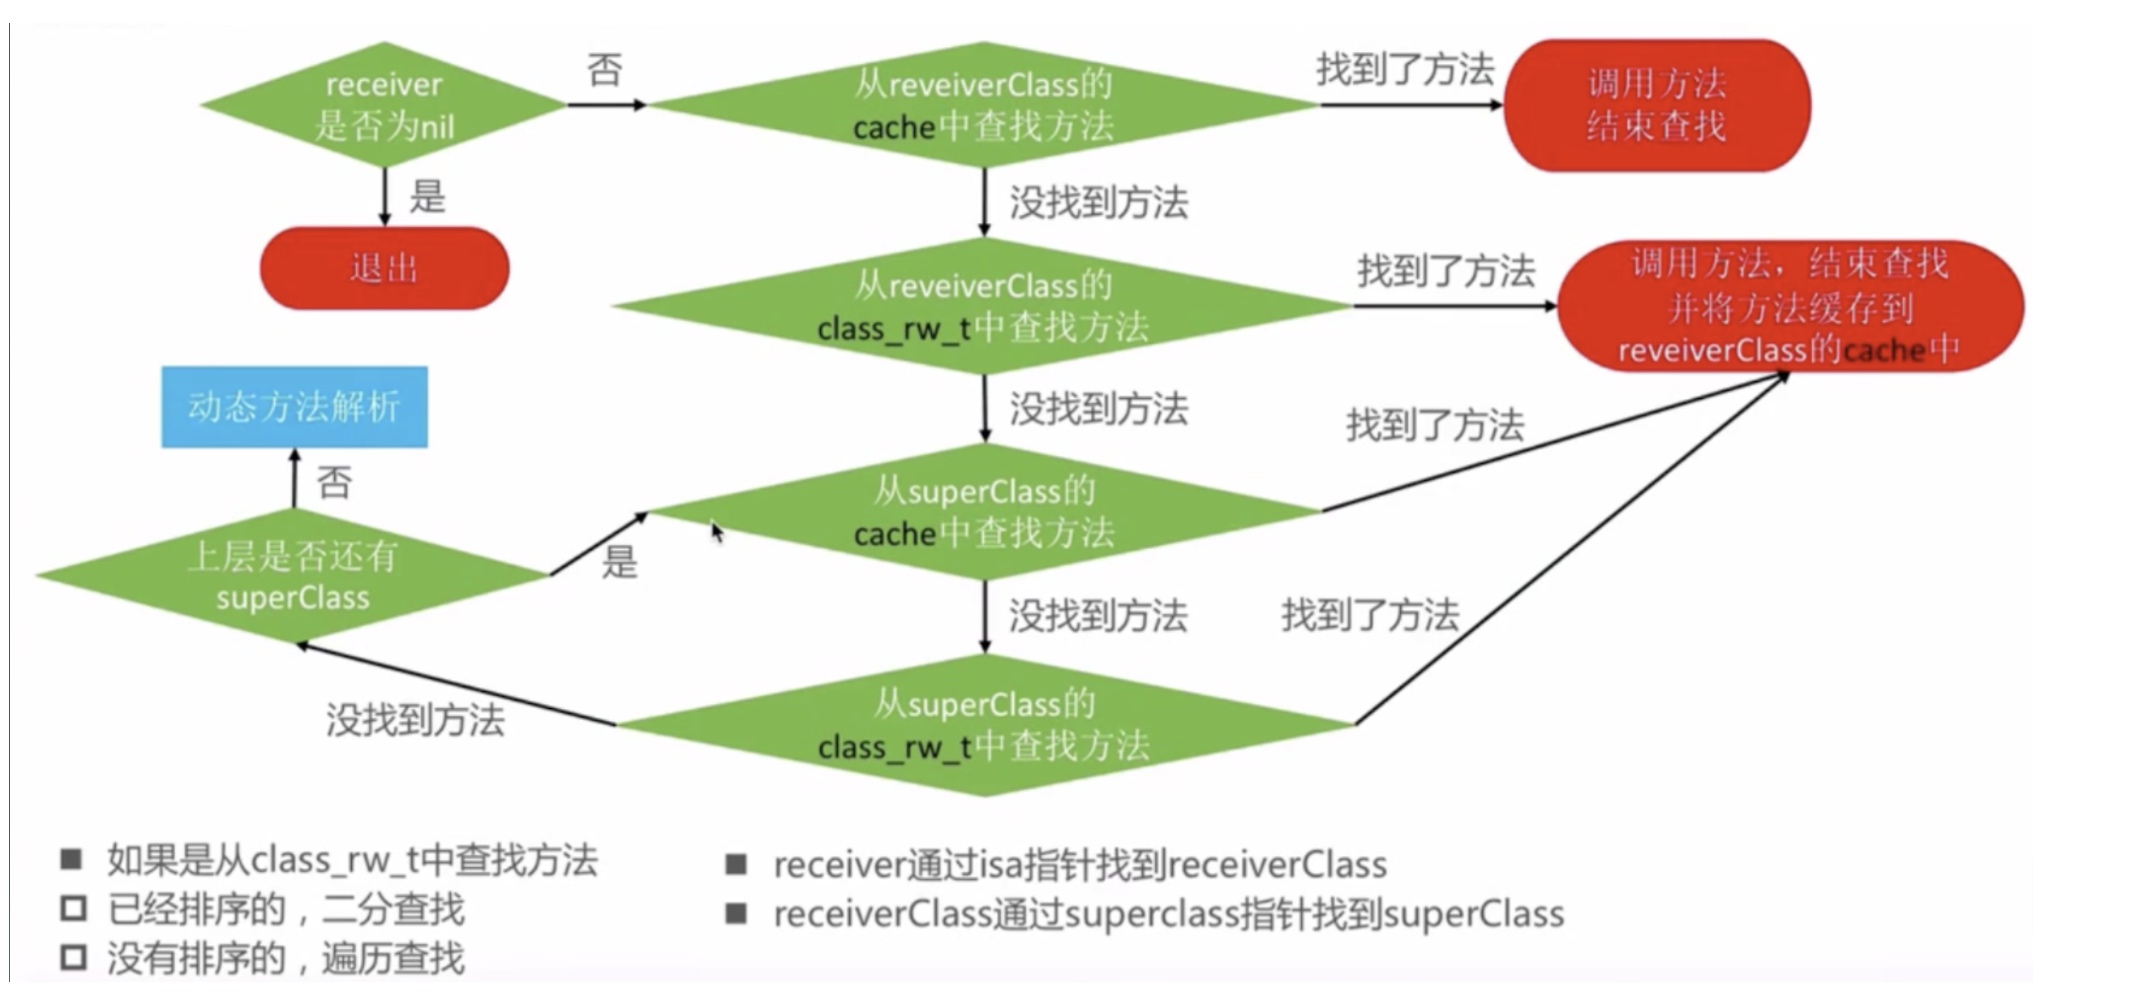 receiver
是否为nil
否
从reveiverClass的
cache中查找方法
找到了方法
调用方法
结束查找
是
退出
没找到方法
从reveiverClass的
class_rw_t中查找方法
找到了方法
调用方法，结束查找
并将方法缓存到
reveiverClass的cache中
没找到方法
动态方法解析
否
从superClass的
cache中查找方法
找到了方法
上层是否还有
superClass
是
没找到方法
找到了方法
从superClass的
class_rw_t中查找方法
没找到方法
如果是从class_rw_t中查找方法
已经排序的，二分查找
没有排序的，遍历查找
receiver通过isa指针找到receiverClass
receiverClass通过superclass指针找到superClass